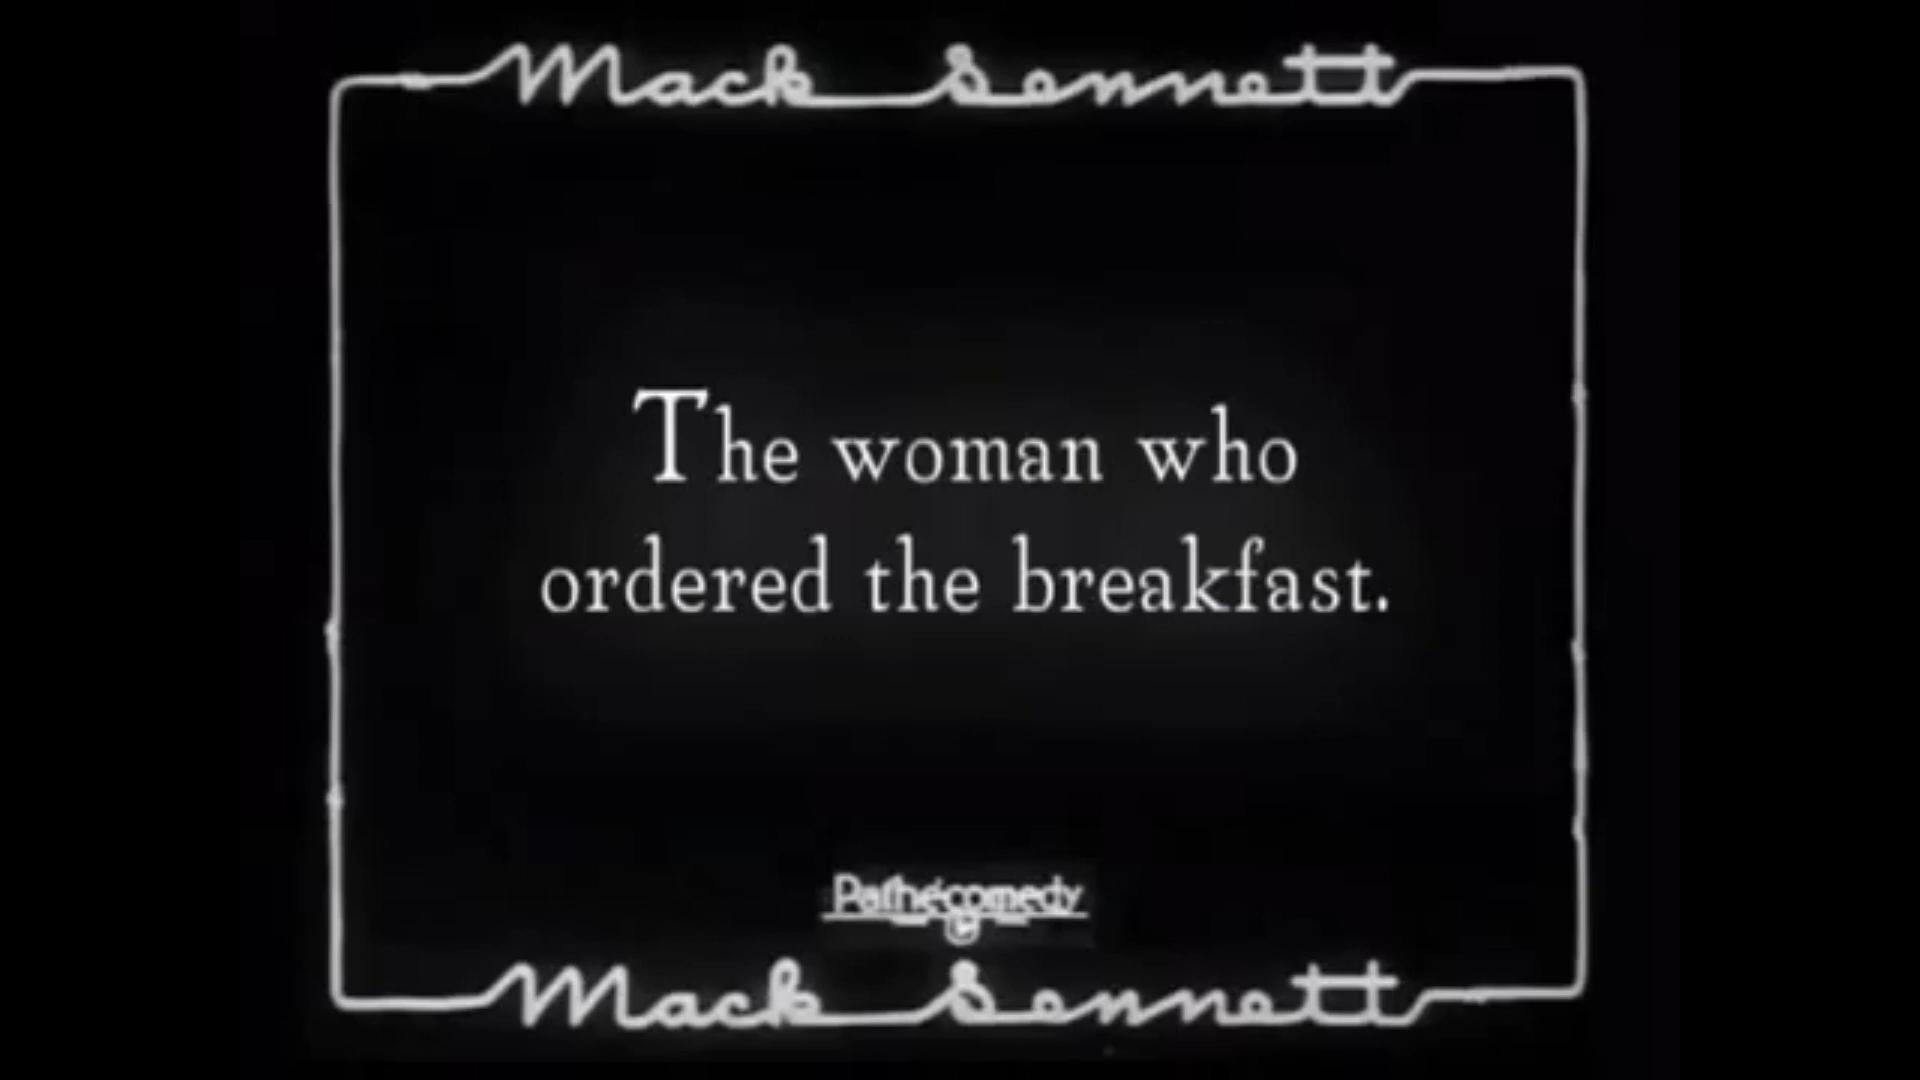 Mack Sennett
The woman who
ordered the breakfast.
Pathécomedy
©
Mack Sennett